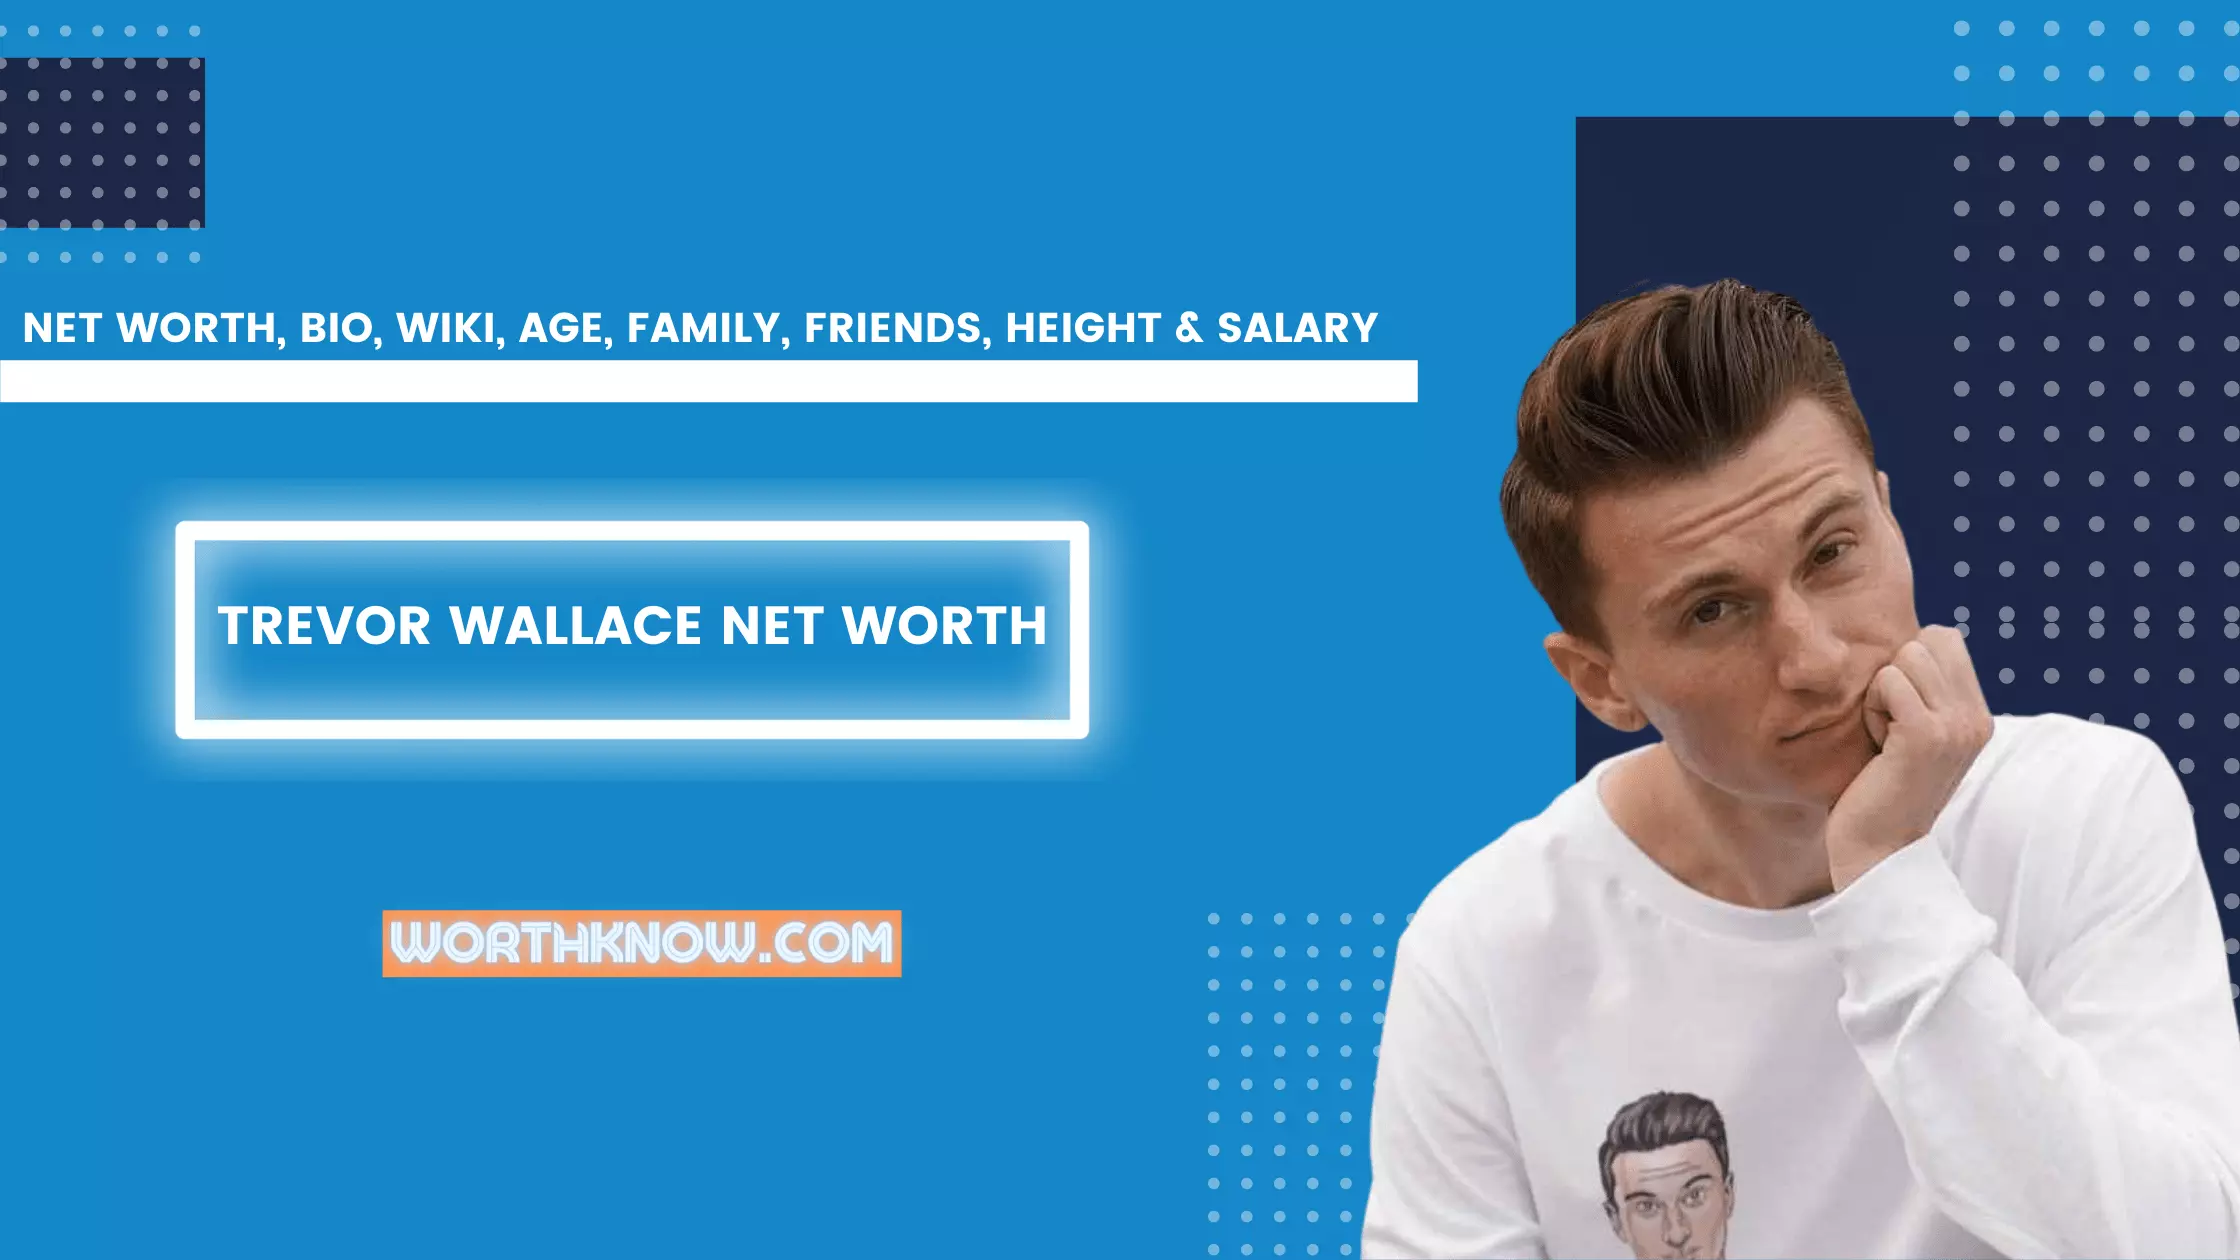 NET WORTH, BIO, WIKI, AGE, FAMILY, FRIENDS, HEIGHT & SALARY
TREVOR WALLACE NET WORTH
WORTHKNOW.COM